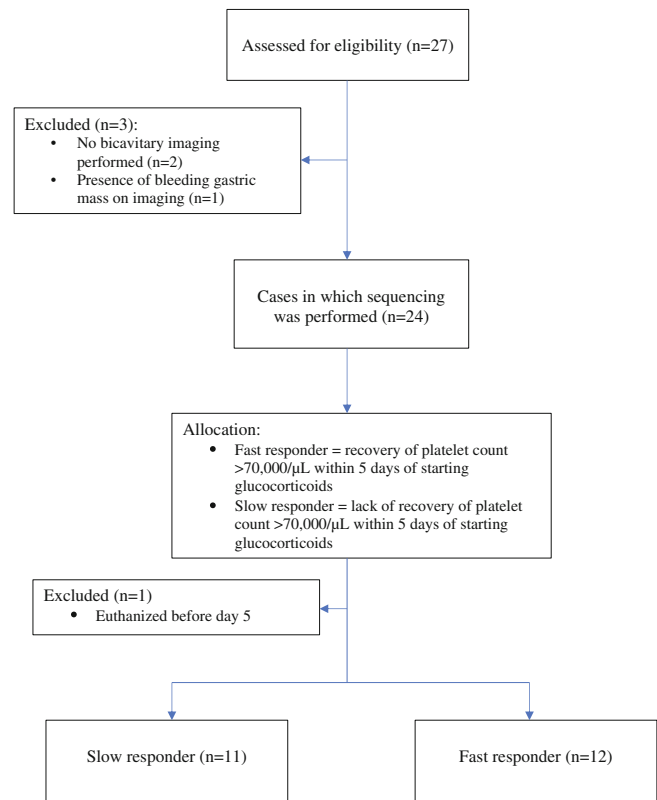 Assessed for eligibility (n=27)
Excluded (n=3):
• No bicavitary imaging
performed (n=2)
• Presence of bleeding gastric
mass on imaging (n=1)
Cases in which sequencing
was performed (n=24)
Allocation:
• Fast responder = recovery of platelet count
>70,000/μL within 5 days of starting
glucocorticoids
• Slow responder = lack of recovery of platelet
count >70,000/μL within 5 days of starting
glucocorticoids
Excluded (n=1)
• Euthanized before day 5
Slow responder (n=11)
Fast responder (n=12)